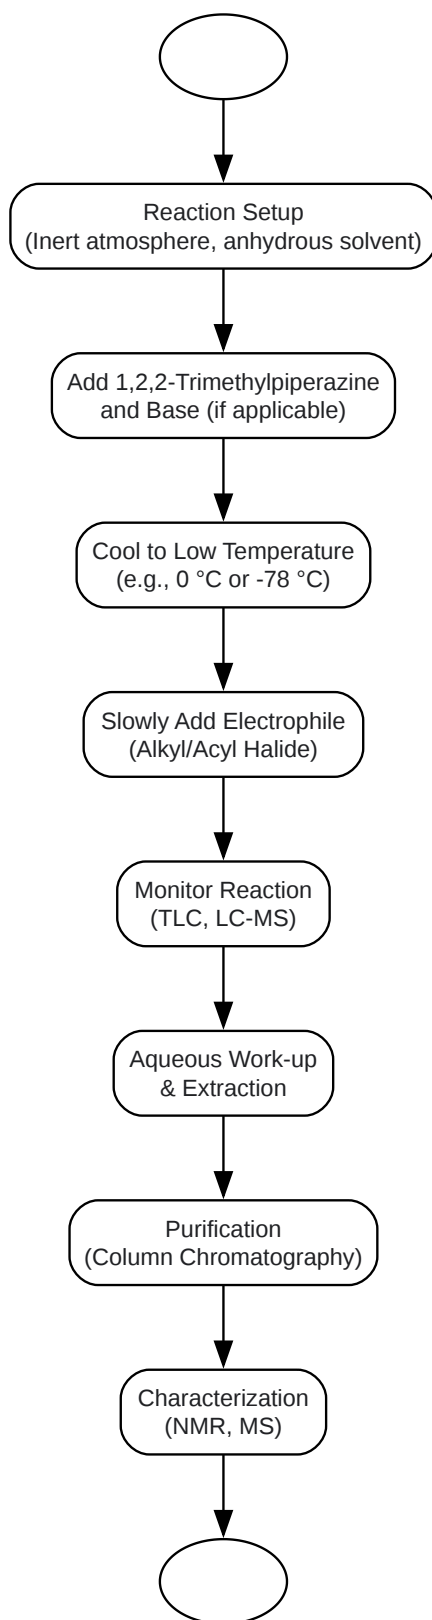 Reaction Setup
(Inert atmosphere, anhydrous solvent)
Add 1,2,2-Trimethylpiperazine
and Base (if applicable)
Cool to Low Temperature
(e.g., 0 °C or -78 °C)
Slowly Add Electrophile
(Alkyl/Acyl Halide)
Monitor Reaction
(TLC, LC-MS)
Aqueous Work-up
& Extraction
Purification
(Column Chromatography)
Characterization
(NMR, MS)